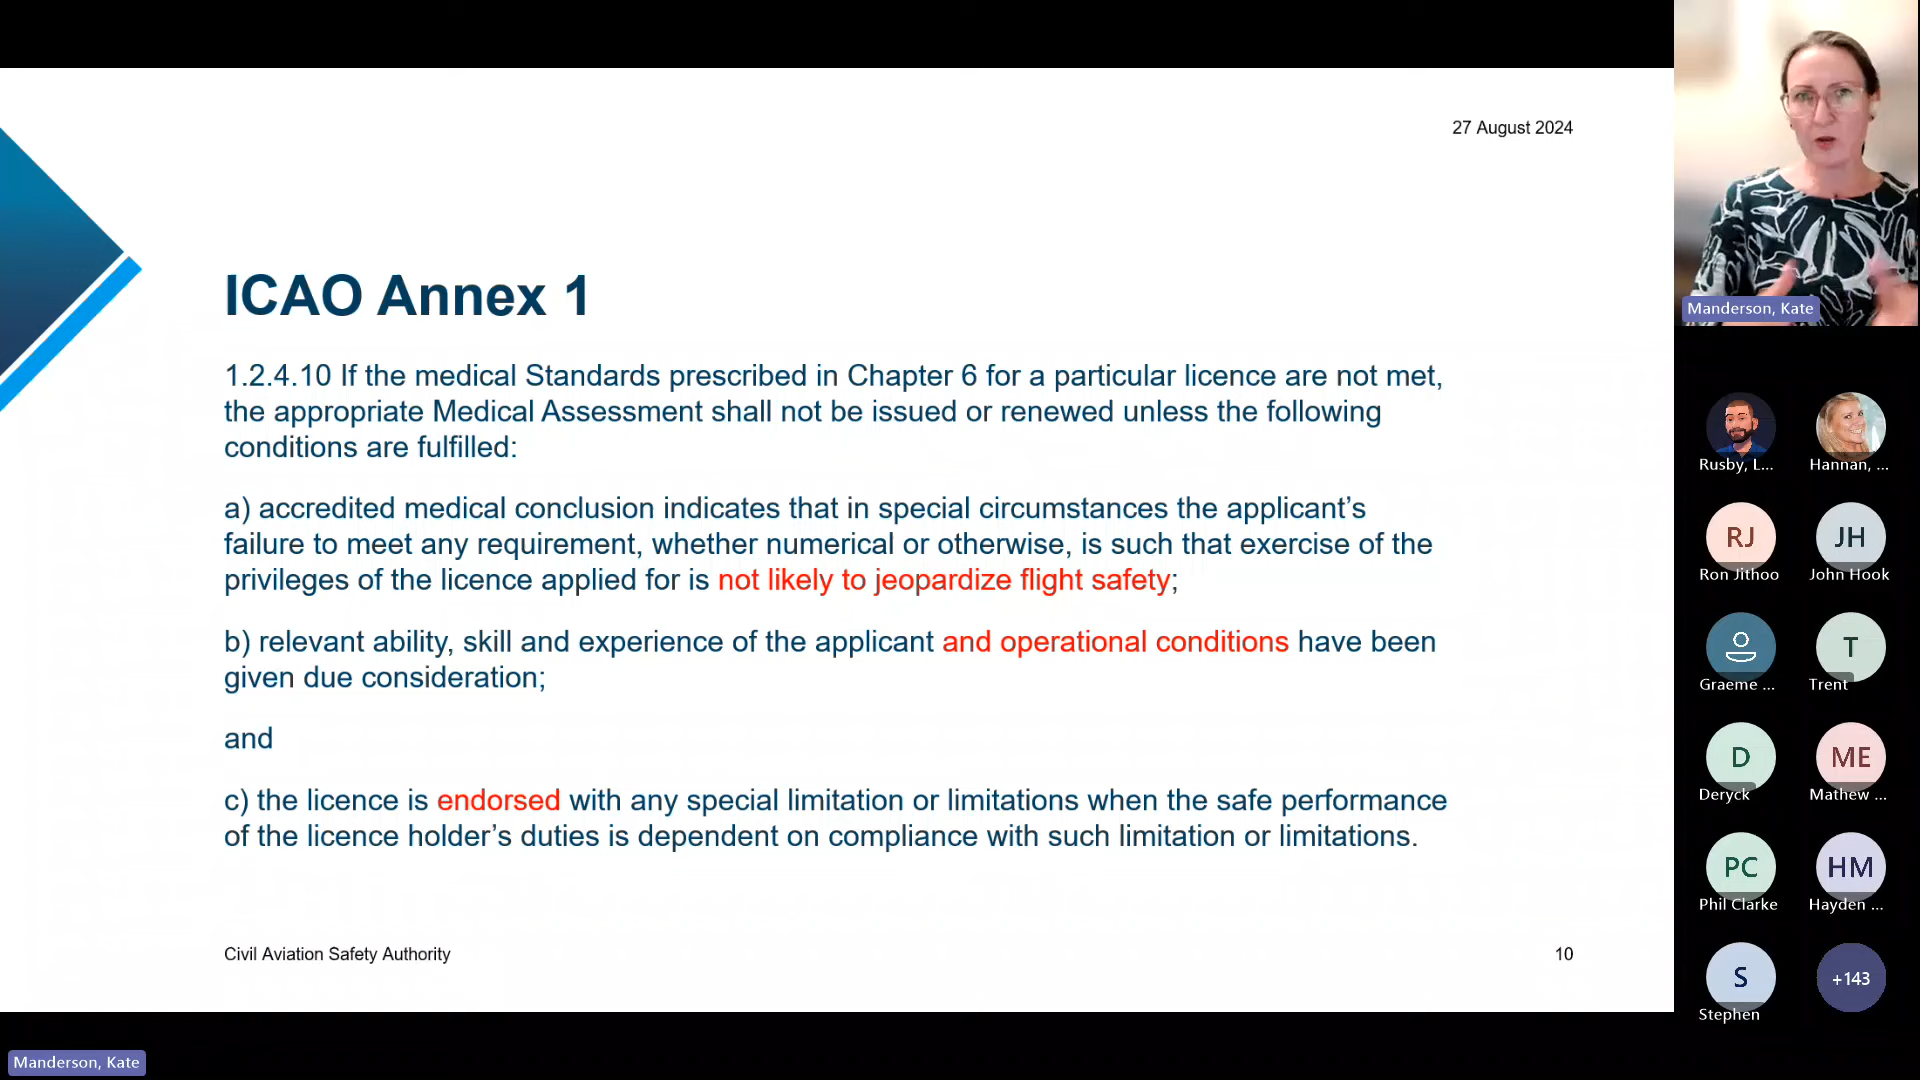 27 August 2024
ICAO Annex 1
1.2.4.10 If the medical Standards prescribed in Chapter 6 for a particular licence are not met,
the appropriate Medical Assessment shall not be issued or renewed unless the following
conditions are fulfilled:
a) accredited medical conclusion indicates that in special circumstances the applicant’s
failure to meet any requirement, whether numerical or otherwise, is such that exercise of the
privileges of the licence applied for is not likely to jeopardize flight safety;
b) relevant ability, skill and experience of the applicant and operational conditions have been
given due consideration;
and
c) the licence is endorsed with any special limitation or limitations when the safe performance
of the licence holder’s duties is dependent on compliance with such limitation or limitations.
Civil Aviation Safety Authority
10
Manderson, Kate
Rusby, L...
Hannan, ...
RJ
JH
Ron Jithoo
John Hook
T
Graeme ...
Trent
D
ME
Deryck
Mathew ...
PC
HM
Phil Clarke
Hayden ...
S
+143
Stephen
Manderson, Kate